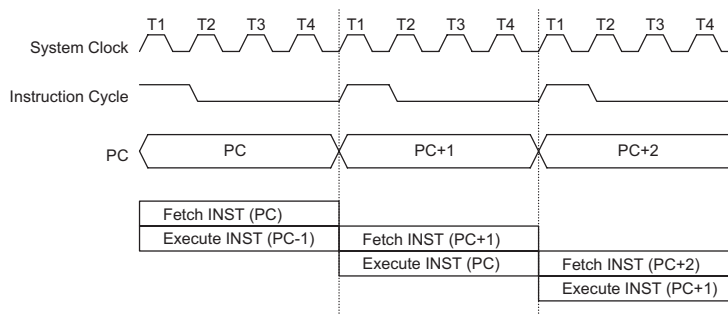 T1 T2 T3 T4 T1 T2 T3 T4 T1 T2 T3 T4
System Clock
Instruction Cycle
PC PC PC+1 PC+2
Fetch INST (PC)
Execute INST (PC-1) Fetch INST (PC+1)
Execute INST (PC) Fetch INST (PC+2)
Execute INST (PC+1)